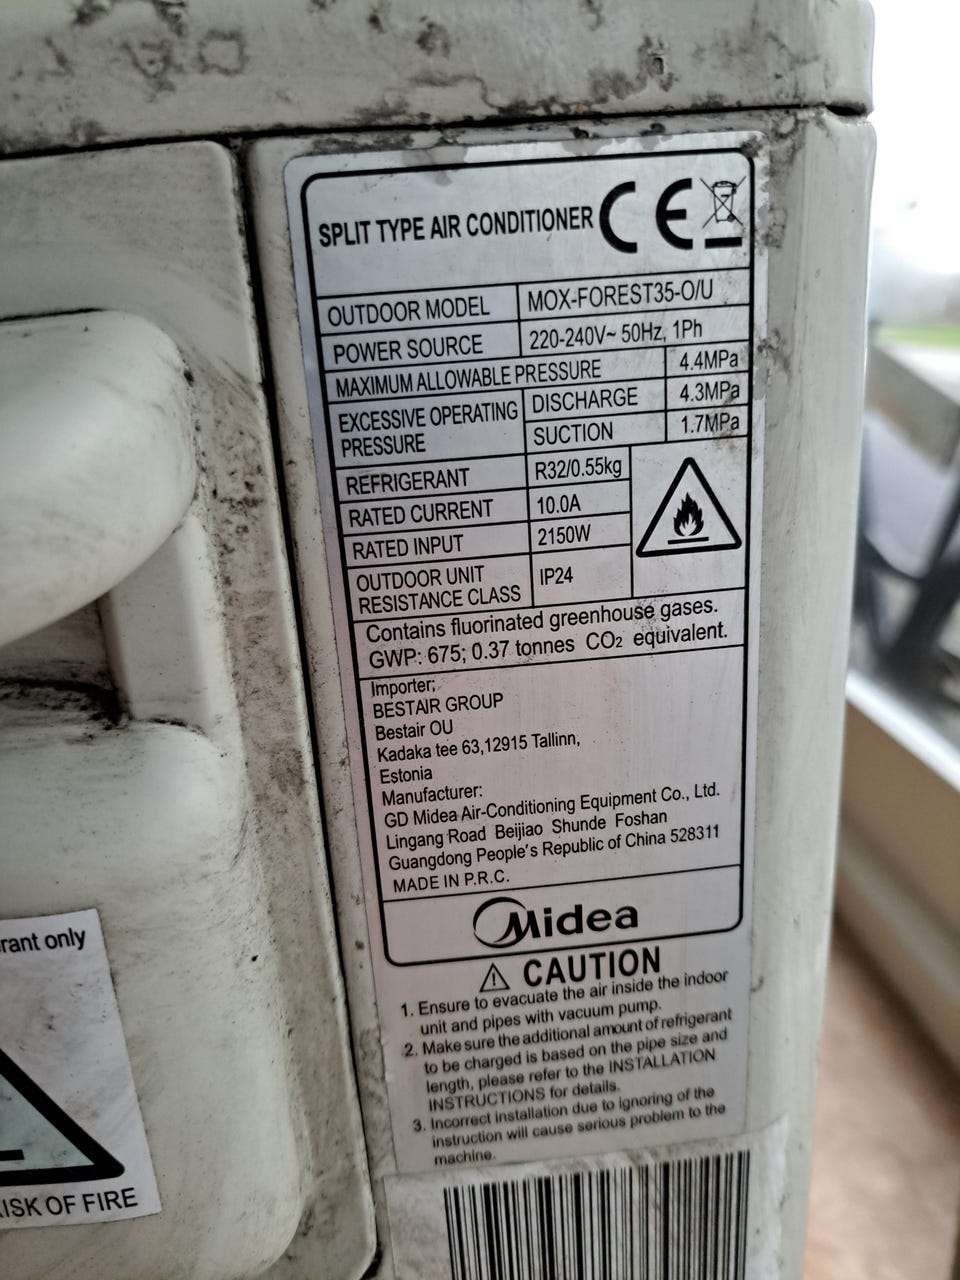 SPLIT TYPE AIR CONDITIONER CE
OUTDOOR MODEL MOX-FOREST35-O/U
POWER SOURCE 220-240V~ 50Hz, 1Ph
MAXIMUM ALLOWABLE PRESSURE 4.4MPa
EXCESSIVE OPERATING PRESSURE DISCHARGE 4.3MPa
SUCTION 1.7MPa
REFRIGERANT R32/0.55kg
RATED CURRENT 10.0A
RATED INPUT 2150W
OUTDOOR UNIT
RESISTANCE CLASS IP24
Contains fluorinated greenhouse gases.
GWP: 675; 0.37 tonnes CO₂ equivalent.
Importer:
BESTAIR GROUP
Bestair OU
Kadaka tee 63,12915 Tallinn,
Estonia
Manufacturer:
GD Midea Air-Conditioning Equipment Co., Ltd.
Lingang Road Beijiao Shunde Foshan
Guangdong People's Republic of China 528311
MADE IN P.R.C.
Midea
CAUTION
1. Ensure to evacuate the air inside the indoor
unit and pipes with vacuum pump.
2. Make sure the additional amount of refrigerant
to be charged is based on the pipe size and
length, please refer to the INSTALLATION
INSTRUCTIONS for details.
3. Incorrect installation due to ignoring of the
instruction will cause serious problem to the
machine.
rant only
ISK OF FIRE